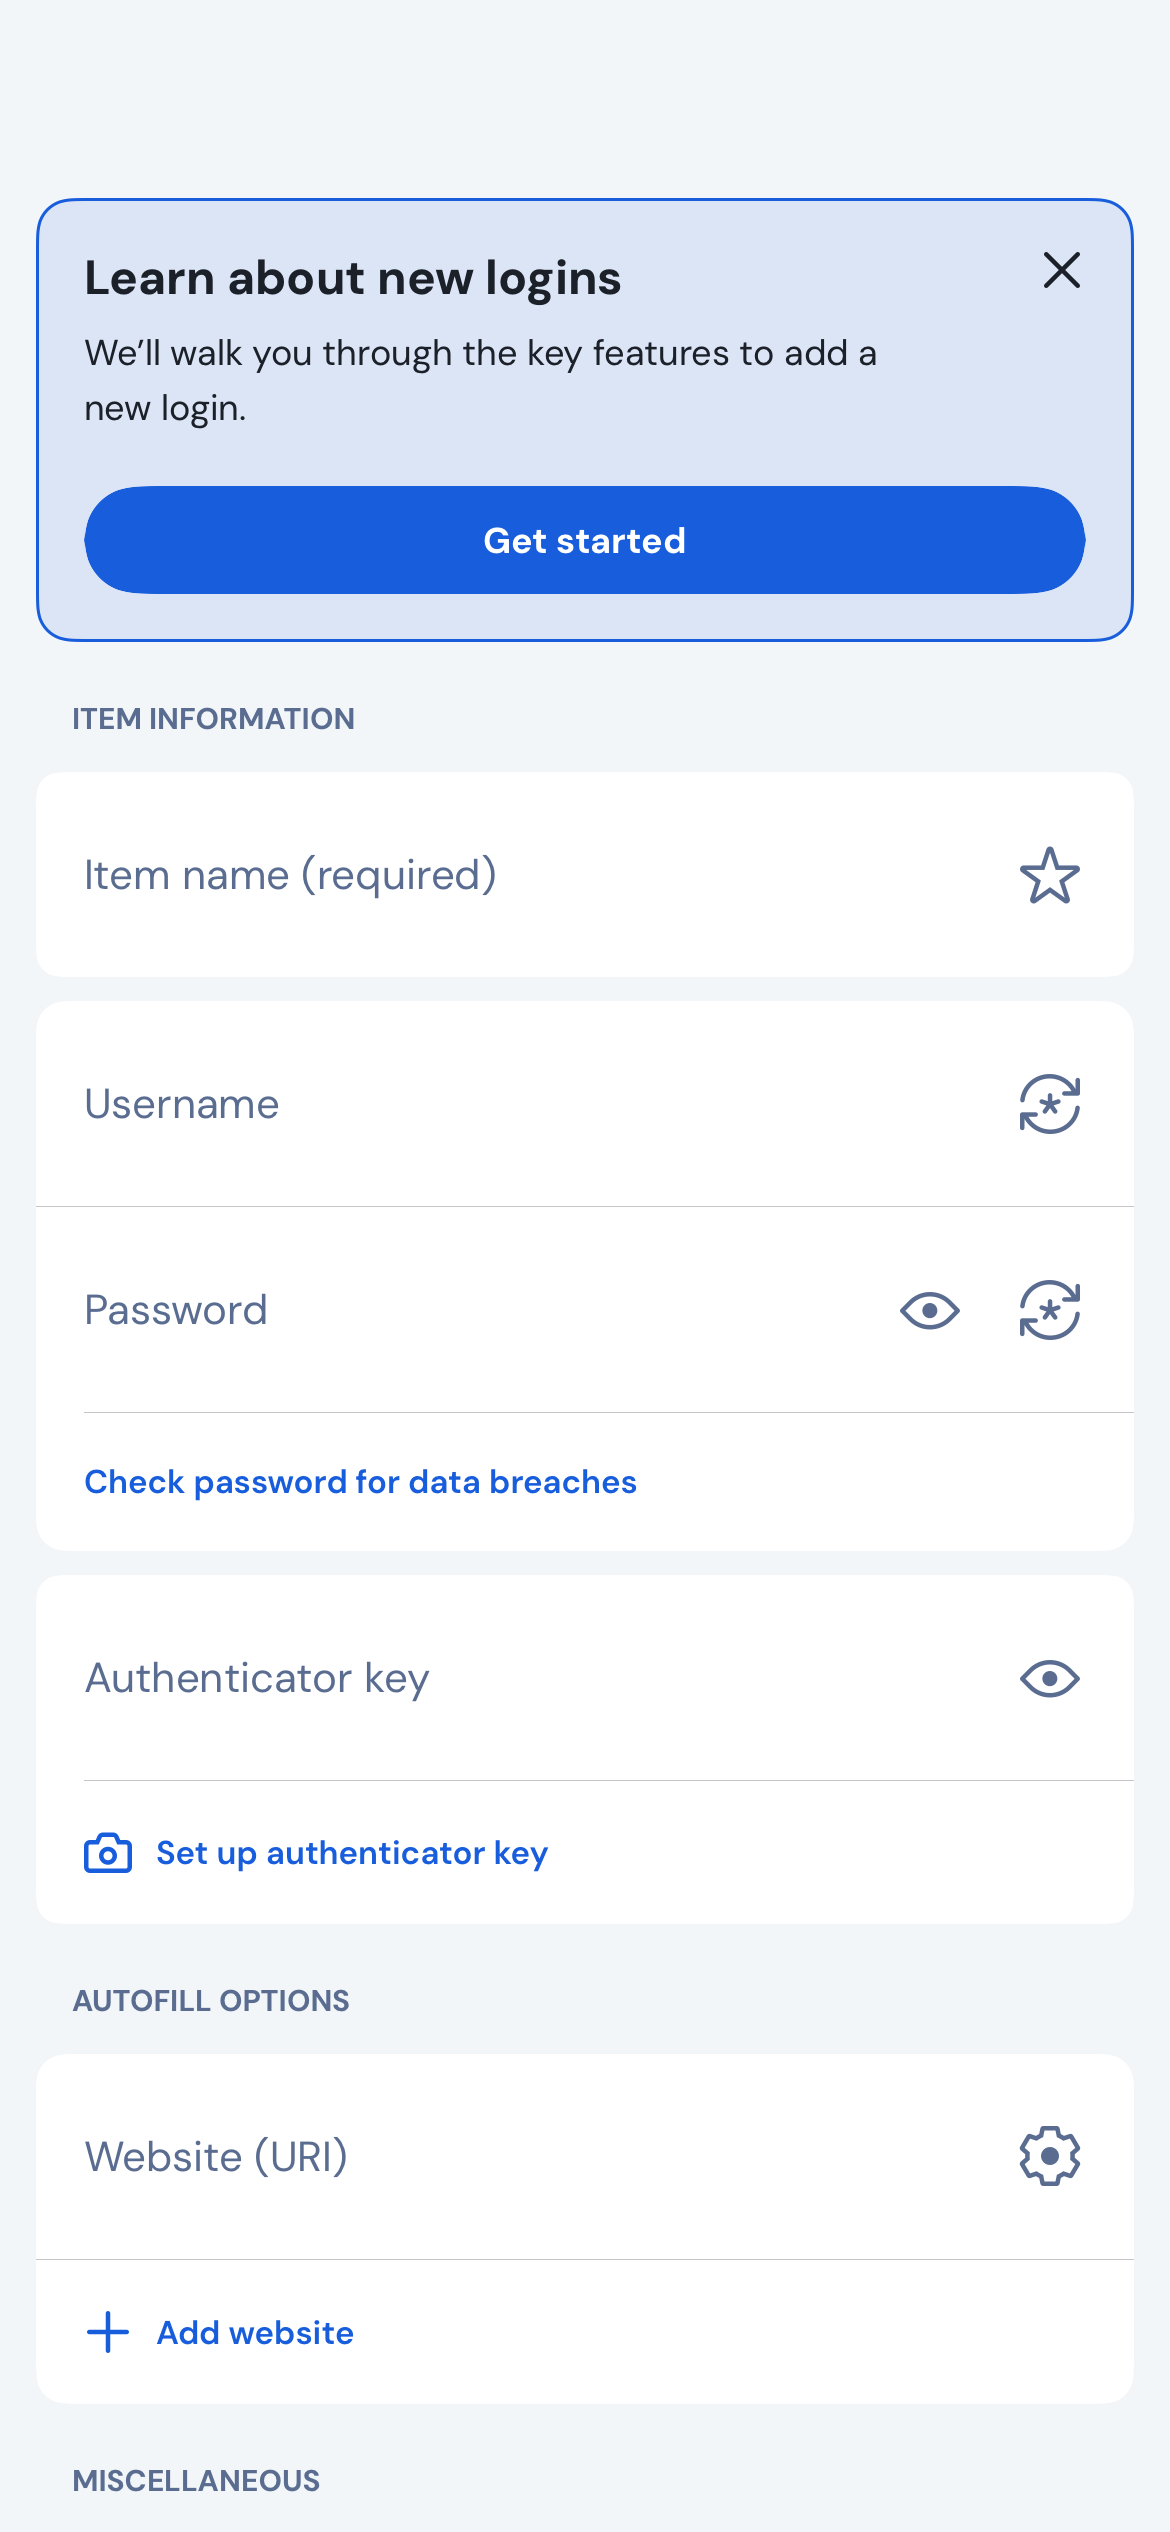 Learn about new logins
We’ll walk you through the key features to add a
new login.
Get started
ITEM INFORMATION
Item name (required)
Username
Password
Check password for data breaches
Authenticator key
Set up authenticator key
AUTOFILL OPTIONS
Website (URI)
Add website
MISCELLANEOUS